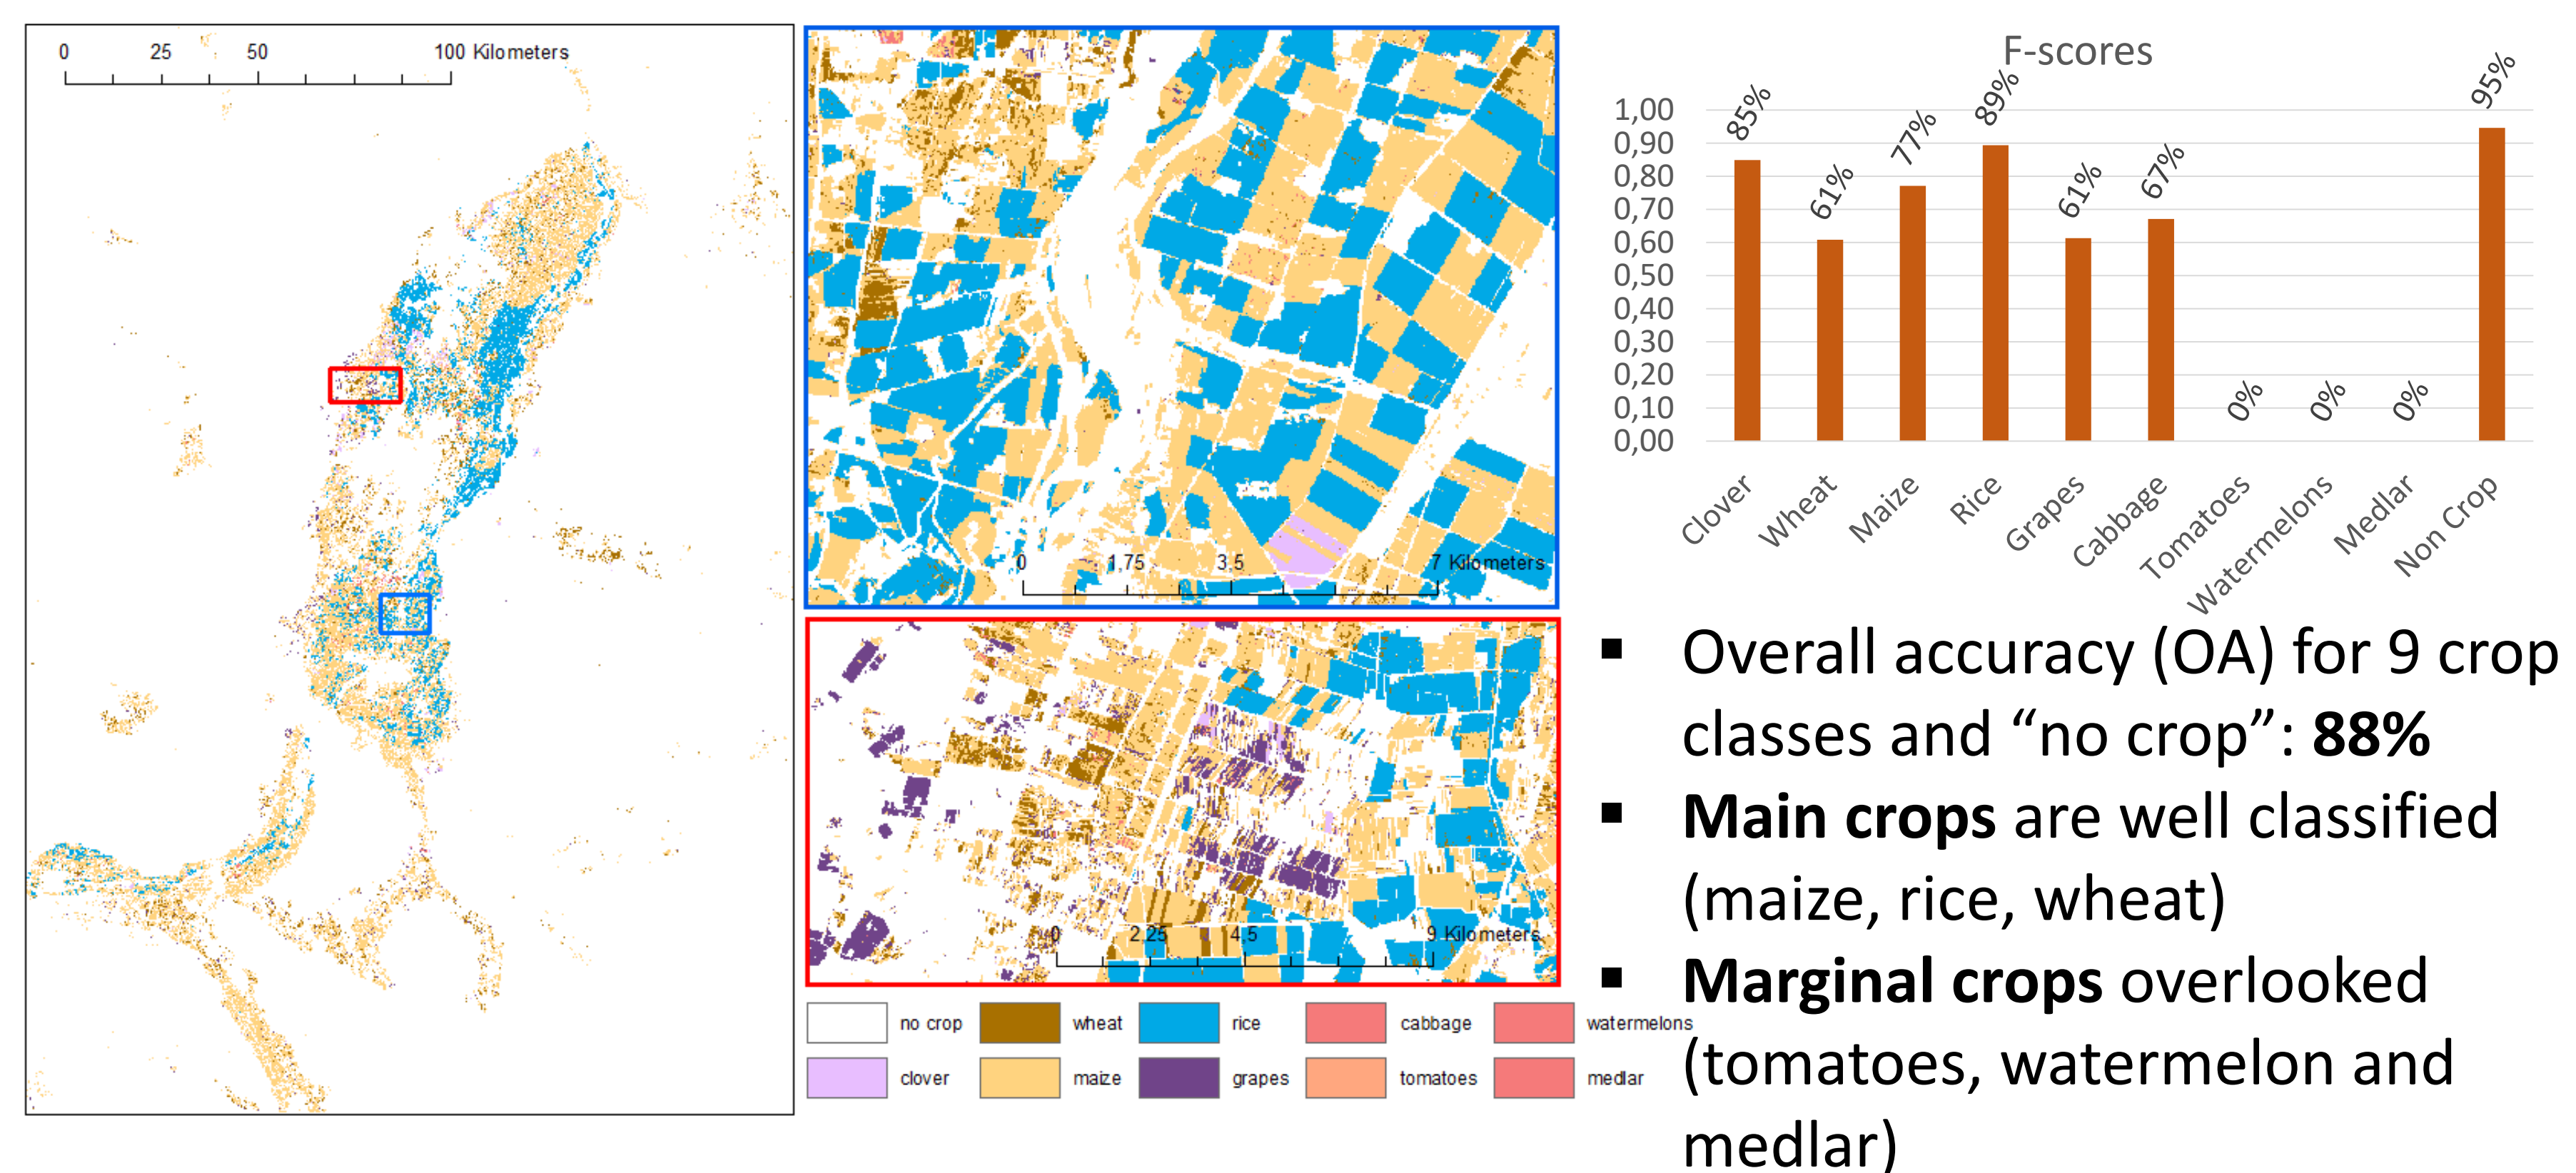 0 25 50 100 Kilometers
0 1,75 3,5 7 Kilometers
0 2,25 4,5 9 Kilometers
no crop wheat rice cabbage watermelons
clover maize grapes tomatoes medlar
F-scores
85% 61% 77% 89% 61% 67% 0% 0% 0% 95%
1,00
0,90
0,80
0,70
0,60
0,50
0,40
0,30
0,20
0,10
0,00
Clover Wheat Maize Rice Grapes Cabbage Tomatoes Watermelons Medlar Non Crop
▪ Overall accuracy (OA) for 9 crop
classes and “no crop”: 88%
▪ Main crops are well classified
(maize, rice, wheat)
▪ Marginal crops overlooked
(tomatoes, watermelon and
medlar)